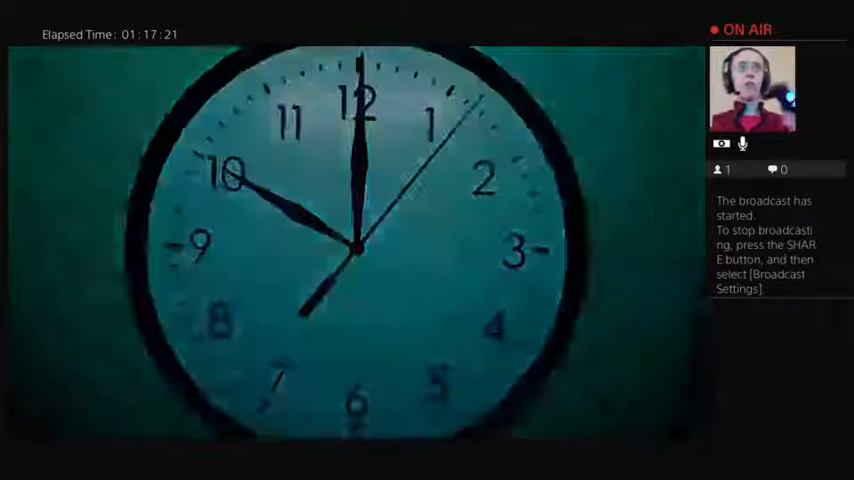 Elapsed Time: 01:17:21
ON AIR
12
11
1
10
2
9
3
8
4
7
5
6
1
0
The broadcast has
started.
To stop broadcasti
ng, press the SHAR
E button, and then
select [Broadcast
Settings].